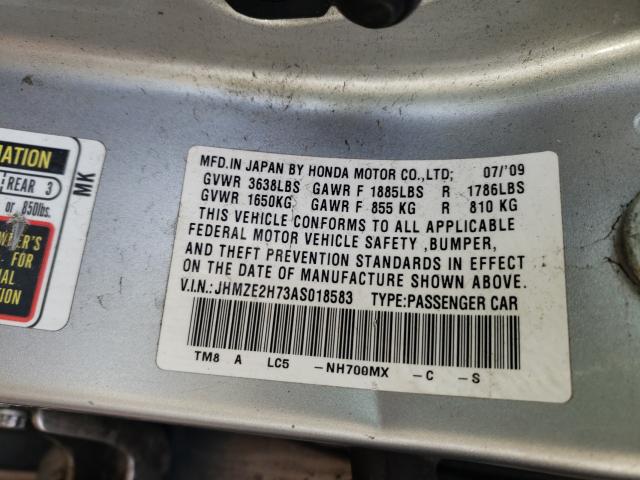 MATION
REAR 3
or 850lbs.
FOR
MK
MFD.IN JAPAN BY HONDA MOTOR CO.,LTD; 07/'09
GVWR 3638LBS GAWR F 1885LBS R 1786LBS
GVWR 1650KG GAWR F 855 KG R 810 KG
THIS VEHICLE CONFORMS TO ALL APPLICABLE
FEDERAL MOTOR VEHICLE SAFETY ,BUMPER,
AND THEFT PREVENTION STANDARDS IN EFFECT
ON THE DATE OF MANUFACTURE SHOWN ABOVE.
V.I.N.:JHMZE2H73AS018583 TYPE:PASSENGER CAR
TM8 A LC5 -NH700MX -C -S